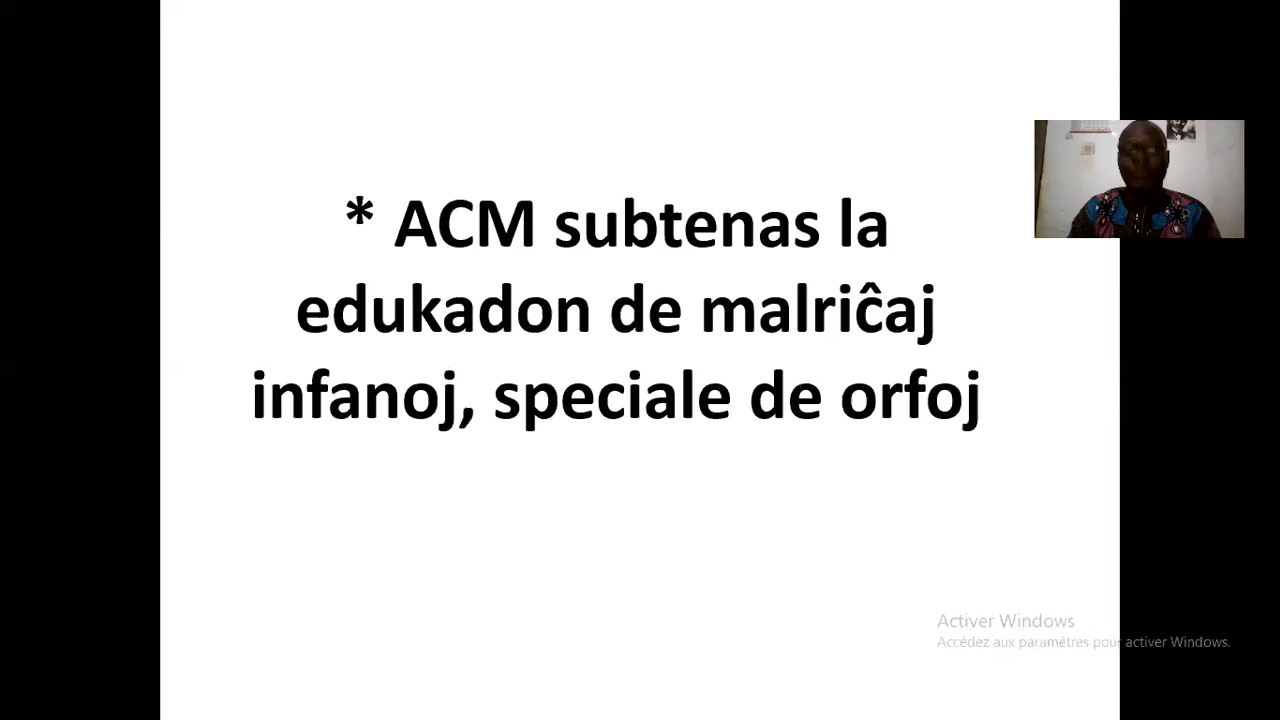 * ACM subtenas la
edukadon de malriĉaj
infanoj, speciale de orfoj
Activer Windows
Accédez aux paramètres pour activer Windows.